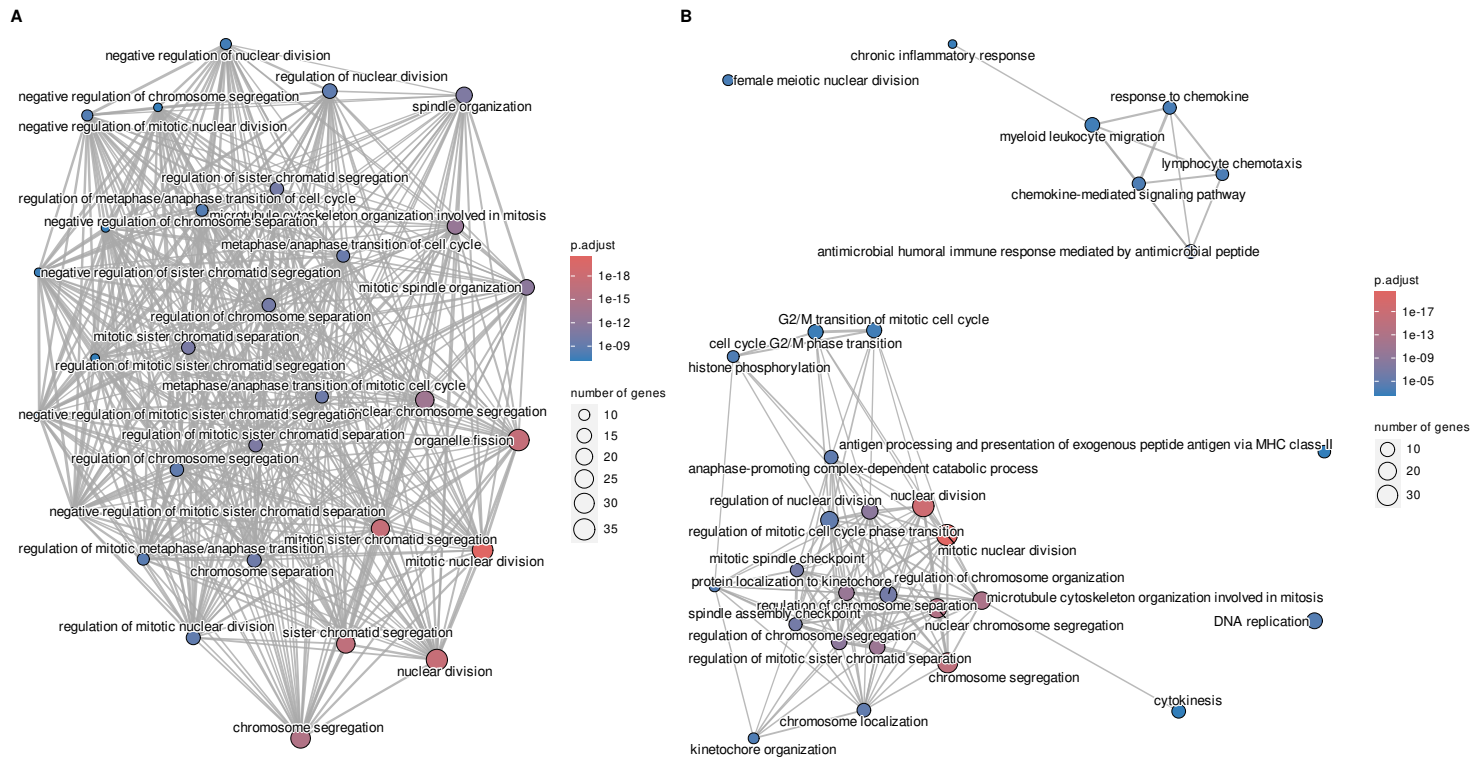 A
negative regulation of nuclear division
regulation of nuclear division
negative regulation of chromosome segregation
spindle organization
negative regulation of mitotic nuclear division
regulation of sister chromatid segregation
regulation of metaphase/anaphase transition of cell cycle
microtubule cytoskeleton organization involved in mitosis
negative regulation of chromosome separation
metaphase/anaphase transition of cell cycle
negative regulation of sister chromatid segregation
mitotic spindle organization
regulation of chromosome separation
mitotic sister chromatid separation
regulation of mitotic sister chromatid segregation
metaphase/anaphase transition of mitotic cell cycle
negative regulation of mitotic sister chromatid segregation
chromosome segregation
regulation of mitotic sister chromatid separation
organelle fission
regulation of chromosome segregation
negative regulation of mitotic sister chromatid separation
mitotic sister chromatid segregation
regulation of mitotic metaphase/anaphase transition
mitotic nuclear division
chromosome separation
regulation of mitotic nuclear division
sister chromatid segregation
nuclear division
chromosome segregation
p.adjust
1e-18
1e-15
1e-12
1e-09
number of genes
10
15
20
25
30
35
B
chronic inflammatory response
female meiotic nuclear division
response to chemokine
myeloid leukocyte migration
lymphocyte chemotaxis
chemokine-mediated signaling pathway
antimicrobial humoral immune response mediated by antimicrobial peptide
G2/M transition of mitotic cell cycle
cell cycle G2/M phase transition
histone phosphorylation
antigen processing and presentation of exogenous peptide antigen via MHC class II
anaphase-promoting complex-dependent catabolic process
regulation of nuclear division
nuclear division
regulation of mitotic cell cycle phase transition
mitotic nuclear division
mitotic spindle checkpoint
protein localization to kinetochore
regulation of chromosome organization
microtubule cytoskeleton organization involved in mitosis
regulation of chromosome separation
spindle assembly checkpoint
nuclear chromosome segregation
DNA replication
regulation of chromosome segregation
regulation of mitotic sister chromatid separation
chromosome segregation
cytokinesis
chromosome localization
kinetochore organization
p.adjust
1e-17
1e-13
1e-09
1e-05
number of genes
10
20
30